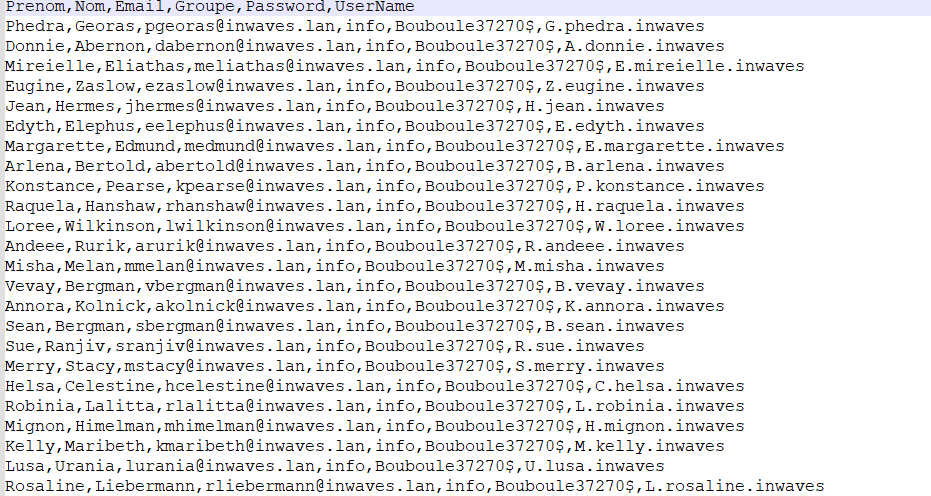 Prenom,Nom,Email,Groupe,Password,UserName
Phedra,Georas,pgeoras@inwaves.lan,info,Bouboule37270$,G.phedra.inwaves
Donnie,Abernon,dabernon@inwaves.lan,info,Bouboule37270$,A.donnie.inwaves
Mireielle,Eliathas,meliathas@inwaves.lan,info,Bouboule37270$,E.mireielle.inwaves
Eugine,Zaslow,ezaslow@inwaves.lan,info,Bouboule37270$,Z.eugine.inwaves
Jean,Hermes,jhermes@inwaves.lan,info,Bouboule37270$,H.jean.inwaves
Edyth,Elephus,eelephus@inwaves.lan,info,Bouboule37270$,E.edyth.inwaves
Margarette,Edmund,medmund@inwaves.lan,info,Bouboule37270$,E.margarette.inwaves
Arlena,Bertold,abertold@inwaves.lan,info,Bouboule37270$,B.arlena.inwaves
Konstance,Pearse,kpearse@inwaves.lan,info,Bouboule37270$,P.konstance.inwaves
Raquela,Hanshaw,rhanshaw@inwaves.lan,info,Bouboule37270$,H.raquela.inwaves
Loree,Wilkinson,lwilkinson@inwaves.lan,info,Bouboule37270$,W.loree.inwaves
Andeee,Rurik,arurik@inwaves.lan,info,Bouboule37270$,R.andeee.inwaves
Misha,Melan,mmelan@inwaves.lan,info,Bouboule37270$,M.misha.inwaves
Vevay,Bergman,vbergman@inwaves.lan,info,Bouboule37270$,B.vevay.inwaves
Annora,Kolnick,akolnick@inwaves.lan,info,Bouboule37270$,K.annora.inwaves
Sean,Bergman,sbergman@inwaves.lan,info,Bouboule37270$,B.sean.inwaves
Sue,Ranjiv,sranjiv@inwaves.lan,info,Bouboule37270$,R.sue.inwaves
Merry,Stacy,mstacy@inwaves.lan,info,Bouboule37270$,S.merry.inwaves
Helsa,Celestine,hcelestine@inwaves.lan,info,Bouboule37270$,C.helsa.inwaves
Robinia,Lalitta,rlalitta@inwaves.lan,info,Bouboule37270$,L.robinia.inwaves
Mignon,Himelman,mhimelman@inwaves.lan,info,Bouboule37270$,H.mignon.inwaves
Kelly,Maribeth,kmaribeth@inwaves.lan,info,Bouboule37270$,M.kelly.inwaves
Lusa,Urania,lurania@inwaves.lan,info,Bouboule37270$,U.lusa.inwaves
Rosaline,Liebermann,rliebermann@inwaves.lan,info,Bouboule37270$,L.rosaline.inwaves